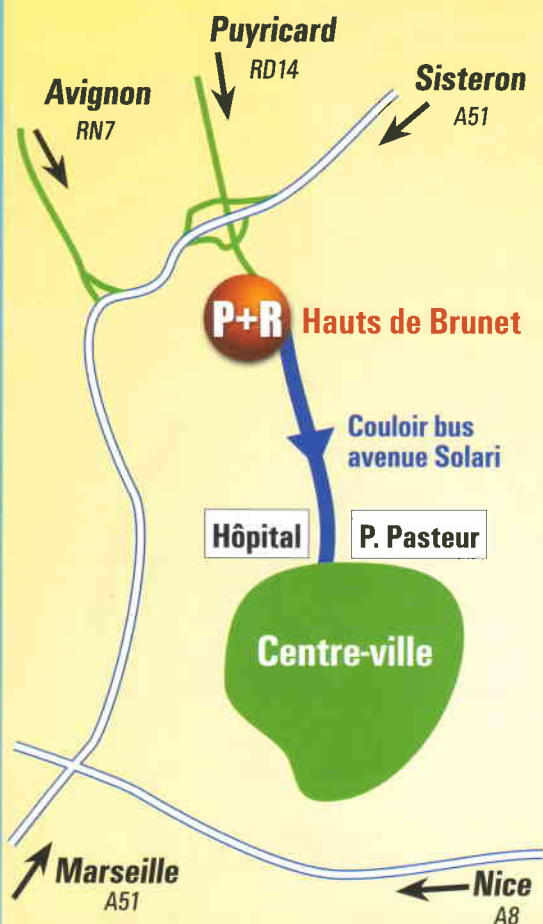 Puyricard
RD14
Sisteron
A51
Avignon
RN7
P+R
Hauts de Brunet
Couloir bus
avenue Solari
Hôpital
P. Pasteur
Centre-ville
Marseille
A51
Nice
A8